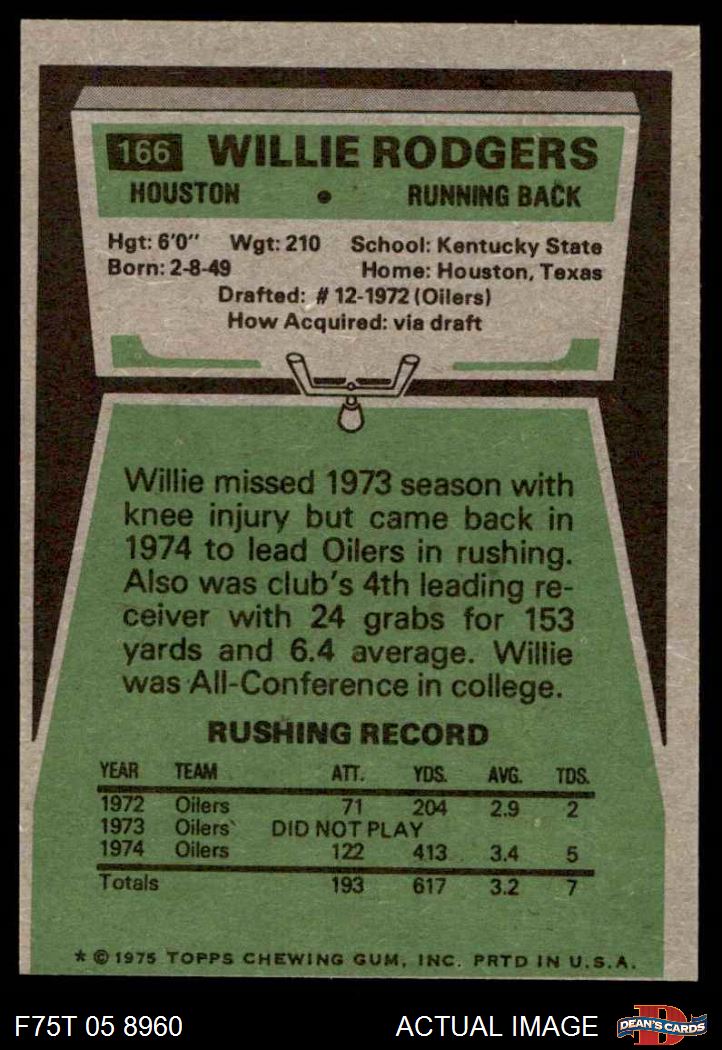 166 WILLIE RODGERS
HOUSTON • RUNNING BACK
Hgt: 6'0" Wgt: 210 School: Kentucky State
Born: 2-8-49 Home: Houston, Texas
Drafted: # 12-1972 (Oilers)
How Acquired: via draft
Willie missed 1973 season with
knee injury but came back in
1974 to lead Oilers in rushing.
Also was club's 4th leading re-
ceiver with 24 grabs for 153
yards and 6.4 average. Willie
was All-Conference in college.
RUSHING RECORD
YEAR TEAM ATT. YDS. AVG. TDS.
1972 Oilers 71 204 2.9 2
1973 Oilers DID NOT PLAY
1974 Oilers 122 413 3.4 5
Totals 193 617 3.2 7
* © 1975 TOPPS CHEWING GUM, INC. PRTD IN U.S.A.
F75T 05 8960 ACTUAL IMAGE D DEAN'S CARDS